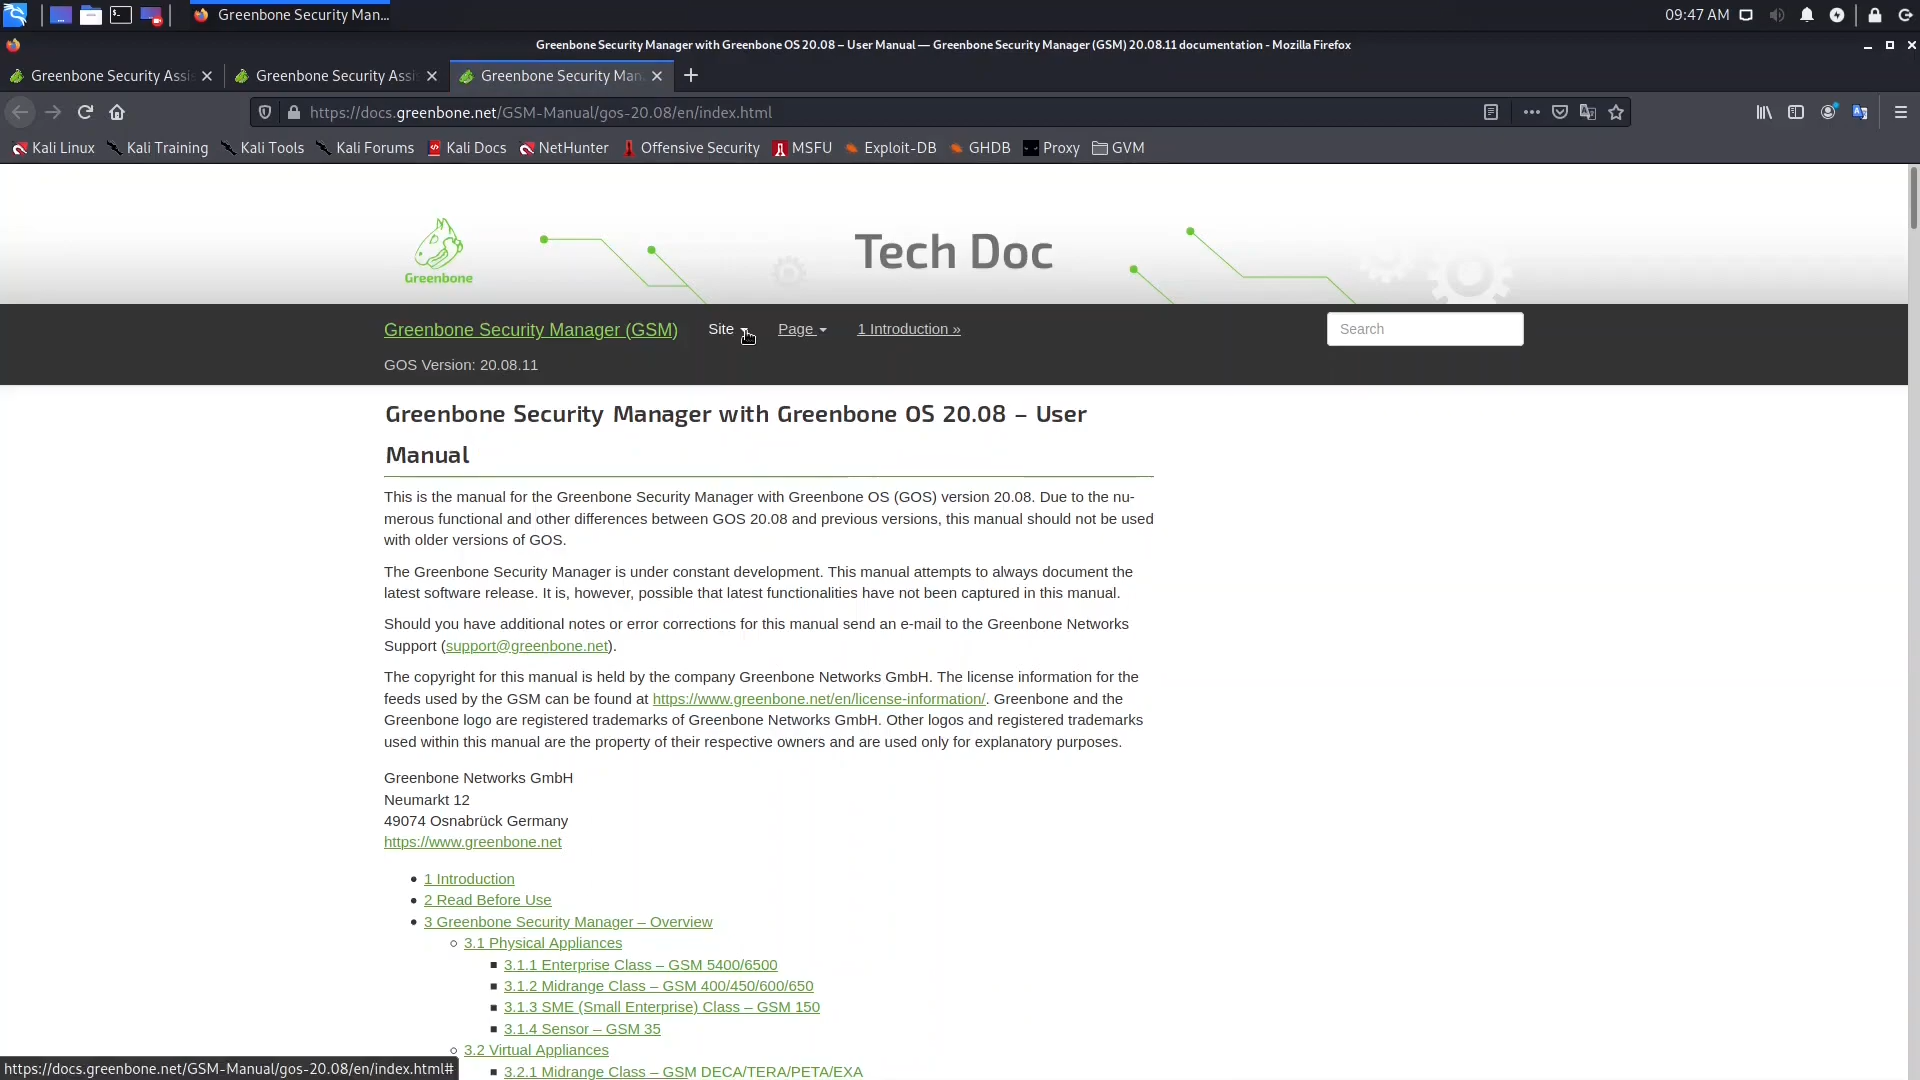 Greenbone Security Man...
09:47 AM
Greenbone Security Manager with Greenbone OS 20.08 – User Manual — Greenbone Security Manager (GSM) 20.08.11 documentation - Mozilla Firefox
Greenbone Security Assi
Greenbone Security Assi
Greenbone Security Man
https://docs.greenbone.net/GSM-Manual/gos-20.08/en/index.html
Kali Linux Kali Training Kali Tools Kali Forums Kali Docs NetHunter Offensive Security MSFU Exploit-DB GHDB Proxy GVM
Greenbone
Tech Doc
Greenbone Security Manager (GSM) Site Page 1 Introduction » Search
GOS Version: 20.08.11
Greenbone Security Manager with Greenbone OS 20.08 – User
Manual
This is the manual for the Greenbone Security Manager with Greenbone OS (GOS) version 20.08. Due to the nu-
merous functional and other differences between GOS 20.08 and previous versions, this manual should not be used
with older versions of GOS.
The Greenbone Security Manager is under constant development. This manual attempts to always document the
latest software release. It is, however, possible that latest functionalities have not been captured in this manual.
Should you have additional notes or error corrections for this manual send an e-mail to the Greenbone Networks
Support (support@greenbone.net).
The copyright for this manual is held by the company Greenbone Networks GmbH. The license information for the
feeds used by the GSM can be found at https://www.greenbone.net/en/license-information/. Greenbone and the
Greenbone logo are registered trademarks of Greenbone Networks GmbH. Other logos and registered trademarks
used within this manual are the property of their respective owners and are used only for explanatory purposes.
Greenbone Networks GmbH
Neumarkt 12
49074 Osnabrück Germany
https://www.greenbone.net
1 Introduction
2 Read Before Use
3 Greenbone Security Manager – Overview
3.1 Physical Appliances
3.1.1 Enterprise Class – GSM 5400/6500
3.1.2 Midrange Class – GSM 400/450/600/650
3.1.3 SME (Small Enterprise) Class – GSM 150
3.1.4 Sensor – GSM 35
3.2 Virtual Appliances
3.2.1 Midrange Class – GSM DECA/TERA/PETA/EXA
https://docs.greenbone.net/GSM-Manual/gos-20.08/en/index.html#